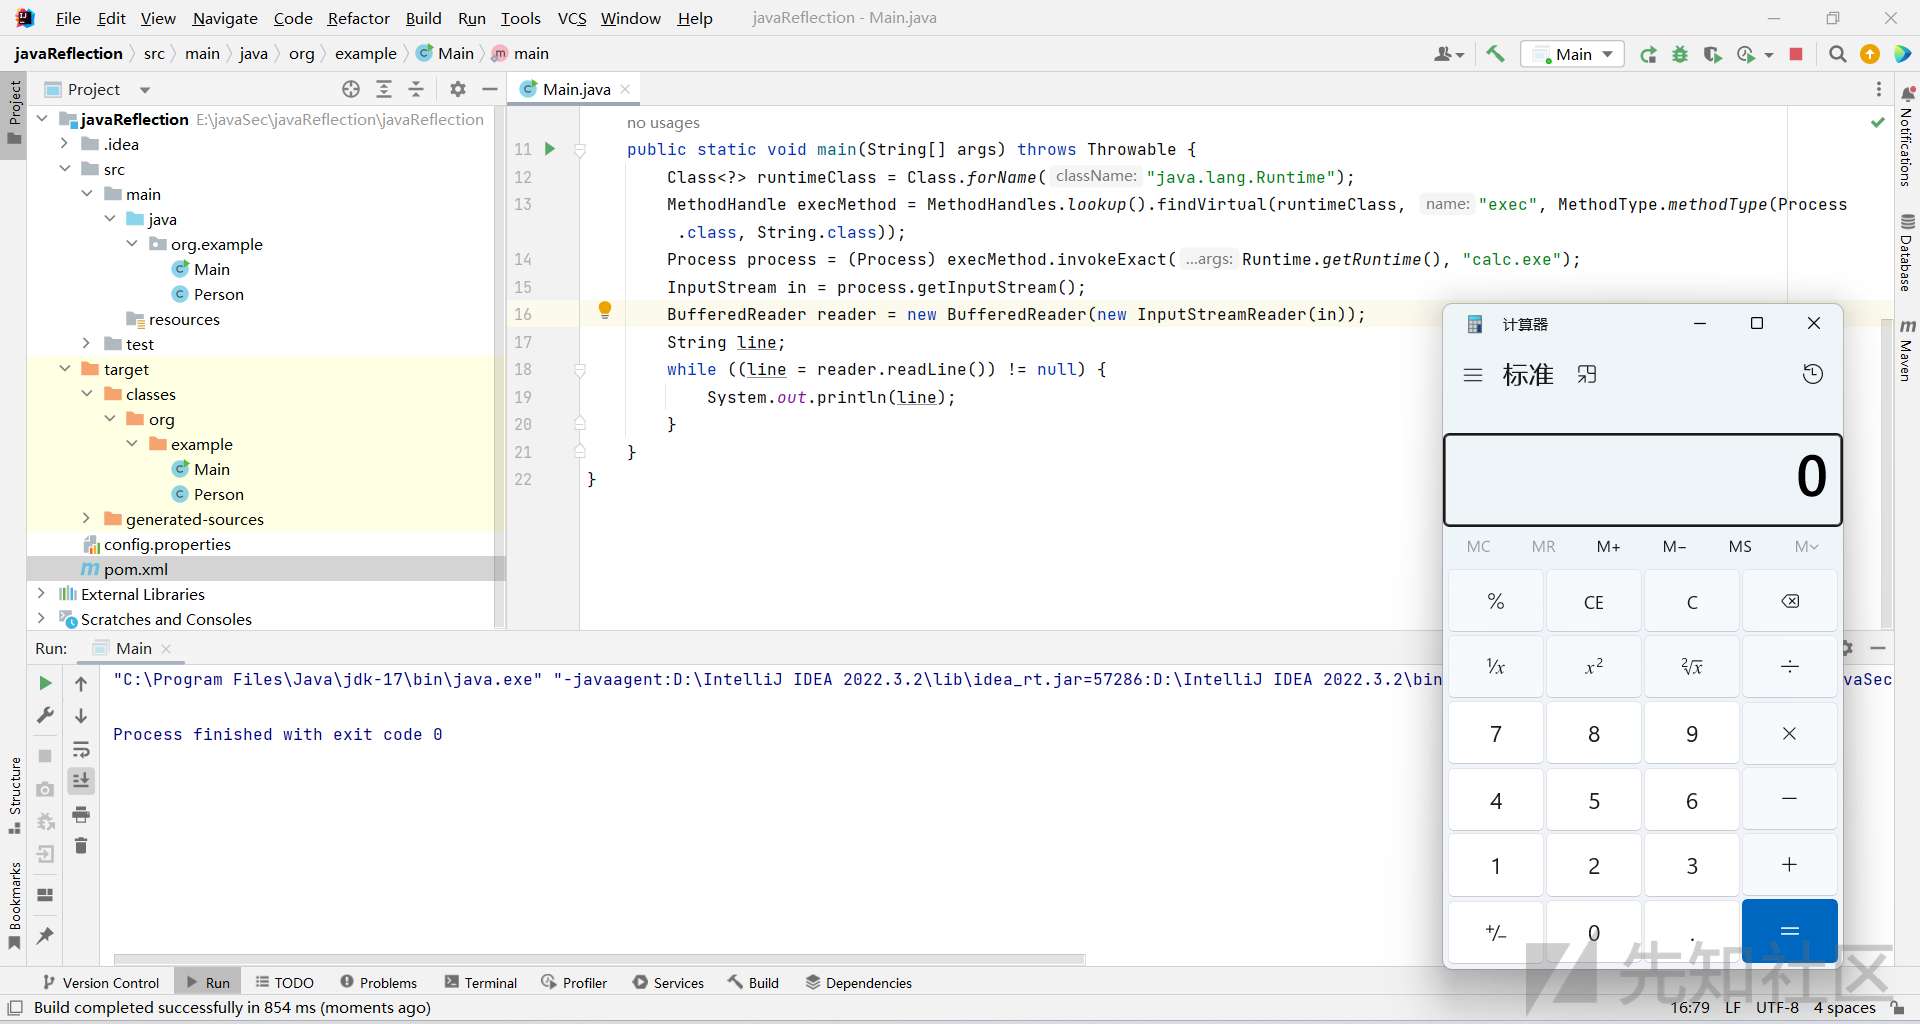 File Edit View Navigate Code Refactor Build Run Tools VCS Window Help javaReflection - Main.java
javaReflection src main java org example Main main
Main
Project
Main.java
Project
javaReflection E:\javaSec\javaReflection\javaReflection
.idea
src
main
java
org.example
Main
Person
resources
test
target
classes
org
example
Main
Person
generated-sources
config.properties
pom.xml
External Libraries
Scratches and Consoles
no usages
11 public static void main(String[] args) throws Throwable {
12 Class<?> runtimeClass = Class.forName( className: "java.lang.Runtime");
13 MethodHandle execMethod = MethodHandles.lookup().findVirtual(runtimeClass, name: "exec", MethodType.methodType(Process
.class, String.class));
14 Process process = (Process) execMethod.invokeExact( ...args: Runtime.getRuntime(), "calc.exe");
15 InputStream in = process.getInputStream();
16 BufferedReader reader = new BufferedReader(new InputStreamReader(in));
17 String line;
18 while ((line = reader.readLine()) != null) {
19 System.out.println(line);
20 }
21 }
22 }
Notifications
Database
Maven
计算器
标准
0
MC MR M+ M− MS M
% CE C
⅟x x² ²√x ÷
7 8 9 ×
4 5 6 −
1 2 3 +
+/− 0 . =
Run: Main
"C:\Program Files\Java\jdk-17\bin\java.exe" "-javaagent:D:\IntelliJ IDEA 2022.3.2\lib\idea_rt.jar=57286:D:\IntelliJ IDEA 2022.3.2\bin
vaSec
Process finished with exit code 0
Structure
Bookmarks
Version Control Run TODO Problems Terminal Profiler Services Build Dependencies
Build completed successfully in 854 ms (moments ago)
16:79 LF UTF-8 4 spaces
先知社区